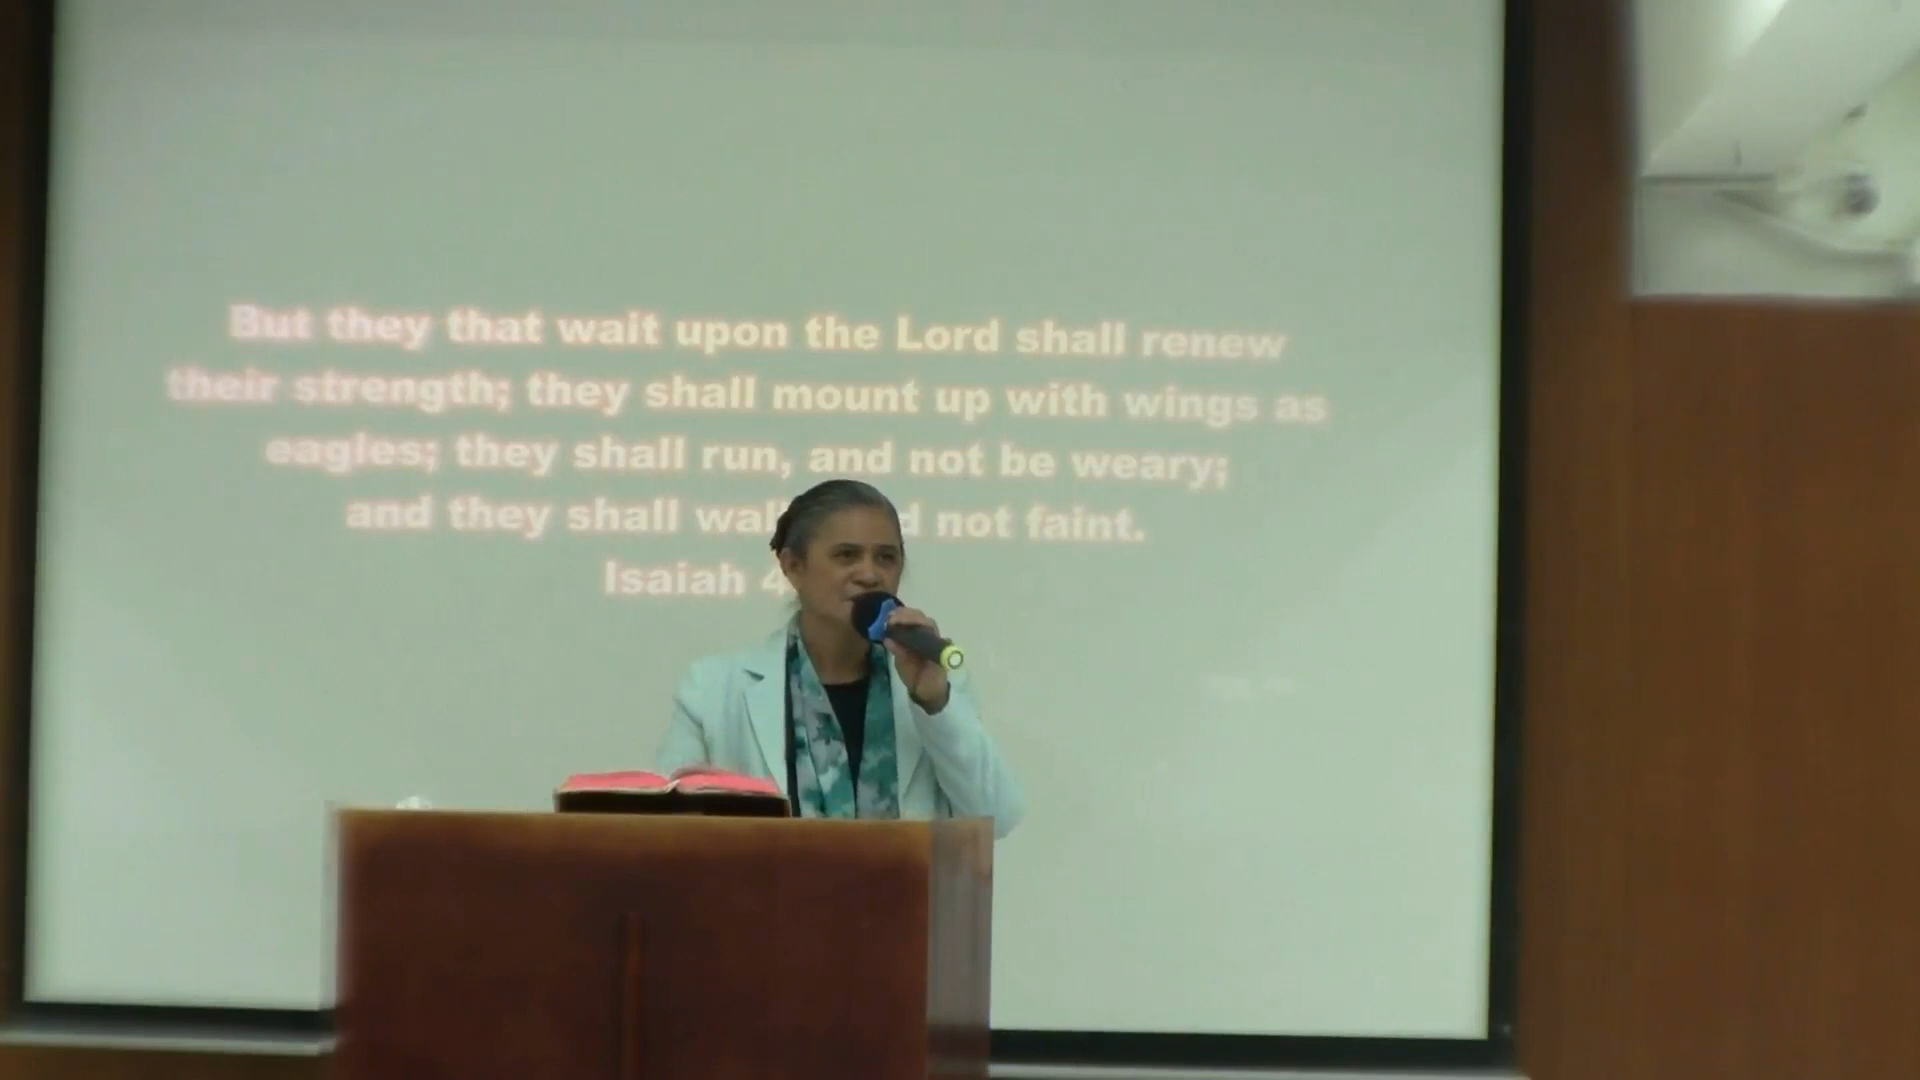 But they that wait upon the Lord shall renew
their strength; they shall mount up with wings as
eagles; they shall run, and not be weary;
and they shall wal d not faint.
Isaiah 4